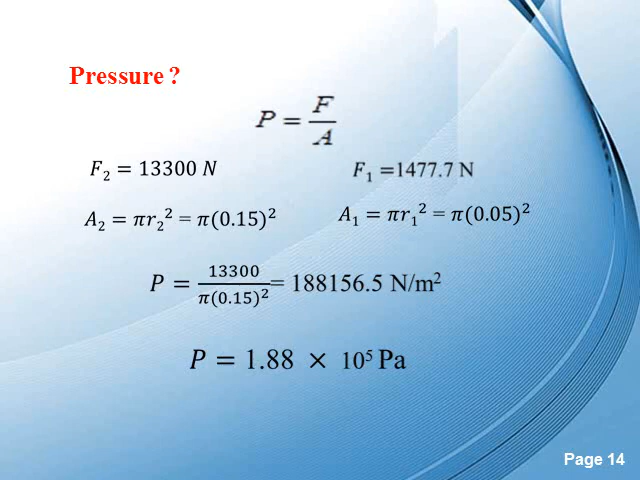 Pressure ?
P = F/A
F₂ = 13300 N
F₁ =1477.7 N
A₂ = πr₂² = π(0.15)²
A₁ = πr₁² = π(0.05)²
P = 13300/π(0.15)² = 188156.5 N/m²
P = 1.88 × 10⁵ Pa
Page 14